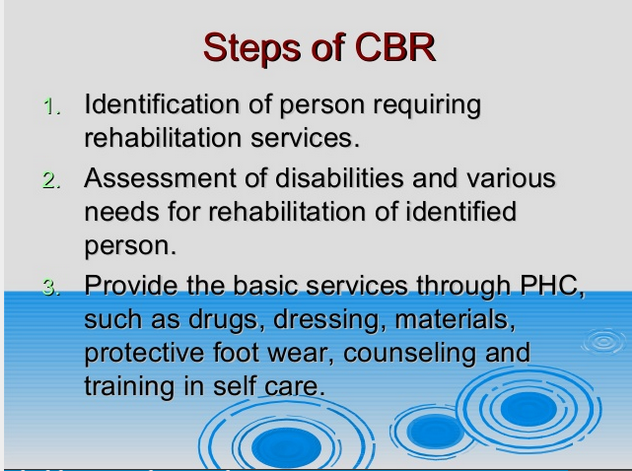 Steps of CBR
1. Identification of person requiring
rehabilitation services.
2. Assessment of disabilities and various
needs for rehabilitation of identified
person.
3. Provide the basic services through PHC,
such as drugs, dressing, materials,
protective foot wear, counseling and
training in self care.